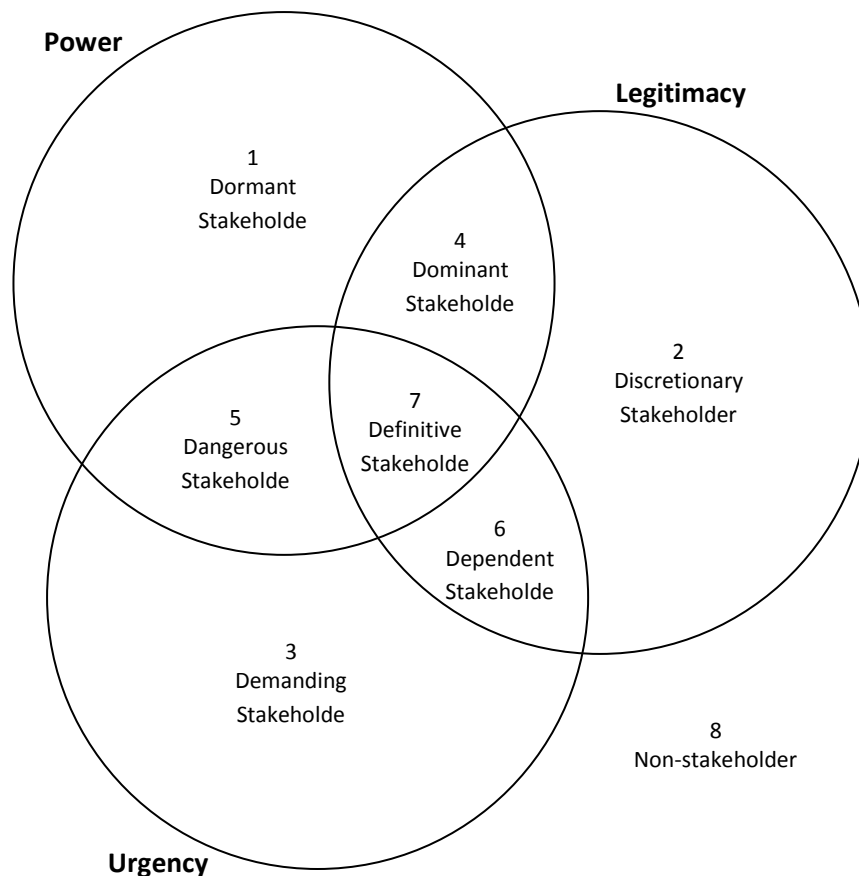 Power
Legitimacy
1
Dormant
Stakeholde
4
Dominant
Stakeholde
2
Discretionary
Stakeholder
5
Dangerous
Stakeholde
7
Definitive
Stakeholde
6
Dependent
Stakeholde
3
Demanding
Stakeholde
8
Non-stakeholder
Urgency